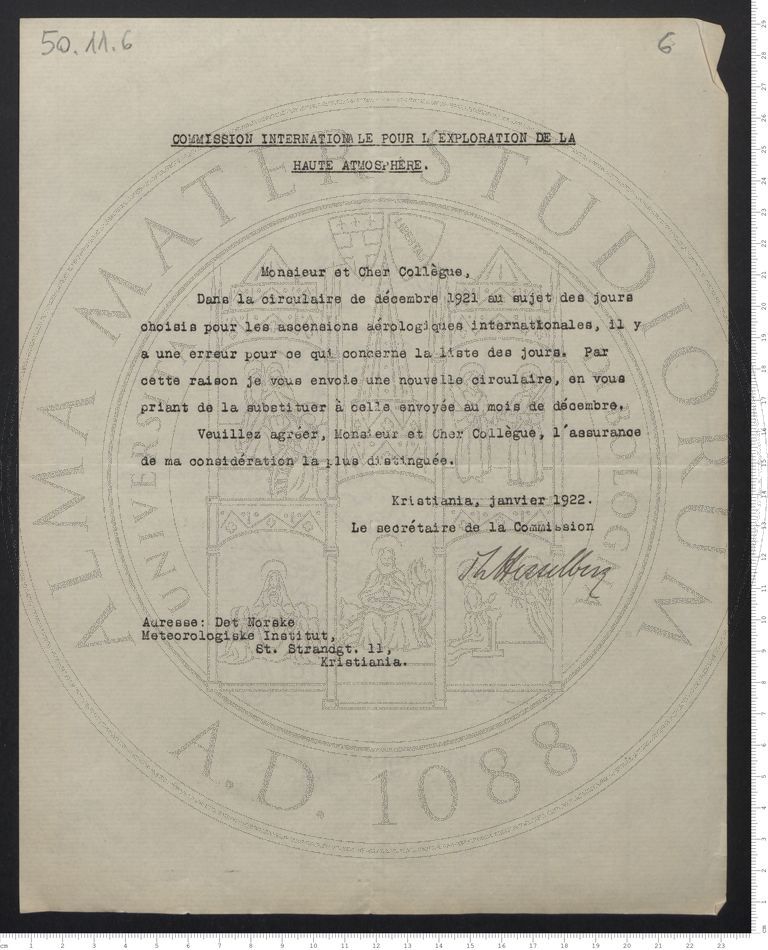 50.11.6
6
COMMISSION INTERNATIONALE POUR L'EXPLORATION DE LA
HAUTE ATMOSPHÈRE.
Monsieur et Cher Collègue,
Dans la circulaire de décembre 1921 au sujet des jours
choisis pour les ascensions aérologiques internationales, il y
a une erreur pour ce qui concerne la liste des jours. Par
cette raison je vous envoie une nouvelle circulaire, en vous
priant de la substituer à celle envoyée au mois de décembre.
Veuillez agréer, Monsieur et Cher Collègue, l'assurance
de ma considération la plus distinguée.
Kristiania, janvier 1922.
Le secrétaire de la Commission
Th Hesselberg
Adresse: Det Norske
Meteorologiske Institut,
St. Strandgt. 11,
Kristiania.
ALMA MATER STUDIORUM
A.D. 1088